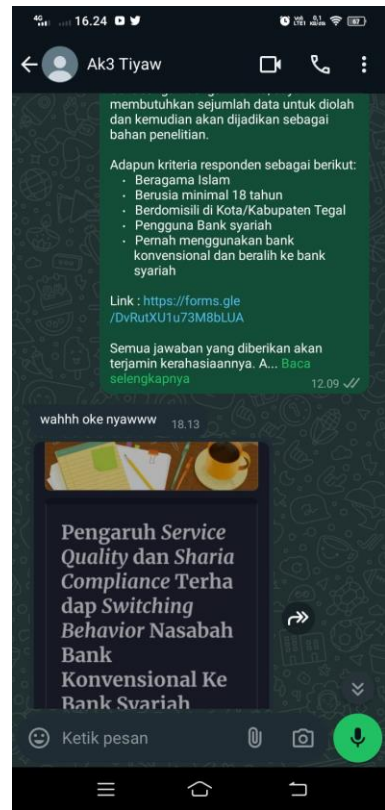 16.24
67
Ak3 Tiyaw
membutuhkan sejumlah data untuk diolah
dan kemudian akan dijadikan sebagai
bahan penelitian.
Adapun kriteria responden sebagai berikut:
· Beragama Islam
· Berusia minimal 18 tahun
· Berdomisili di Kota/Kabupaten Tegal
· Pengguna Bank syariah
· Pernah menggunakan bank
konvensional dan beralih ke bank
syariah
Link : https://forms.gle
/DvRutXU1u73M8bLUA
Semua jawaban yang diberikan akan
terjamin kerahasiaannya. A... Baca
selengkapnya
12.09
wahhh oke nyawww 18.13
Pengaruh Service
Quality dan Sharia
Compliance Terha
dap Switching
Behavior Nasabah
Bank
Konvensional Ke
Bank Syariah
Ketik pesan